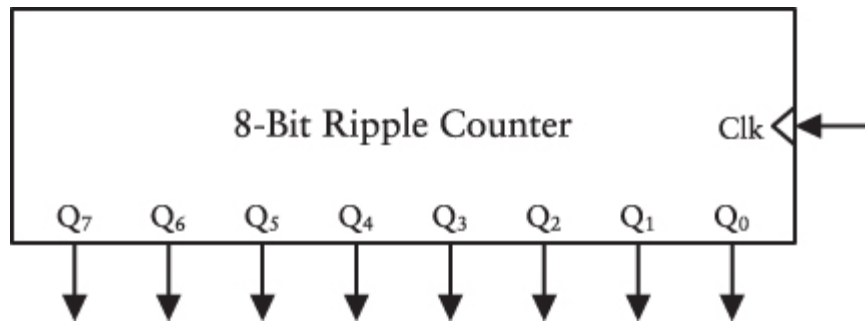 8-Bit Ripple Counter
Clk
Q₇ Q₆ Q₅ Q₄ Q₃ Q₂ Q₁ Q₀